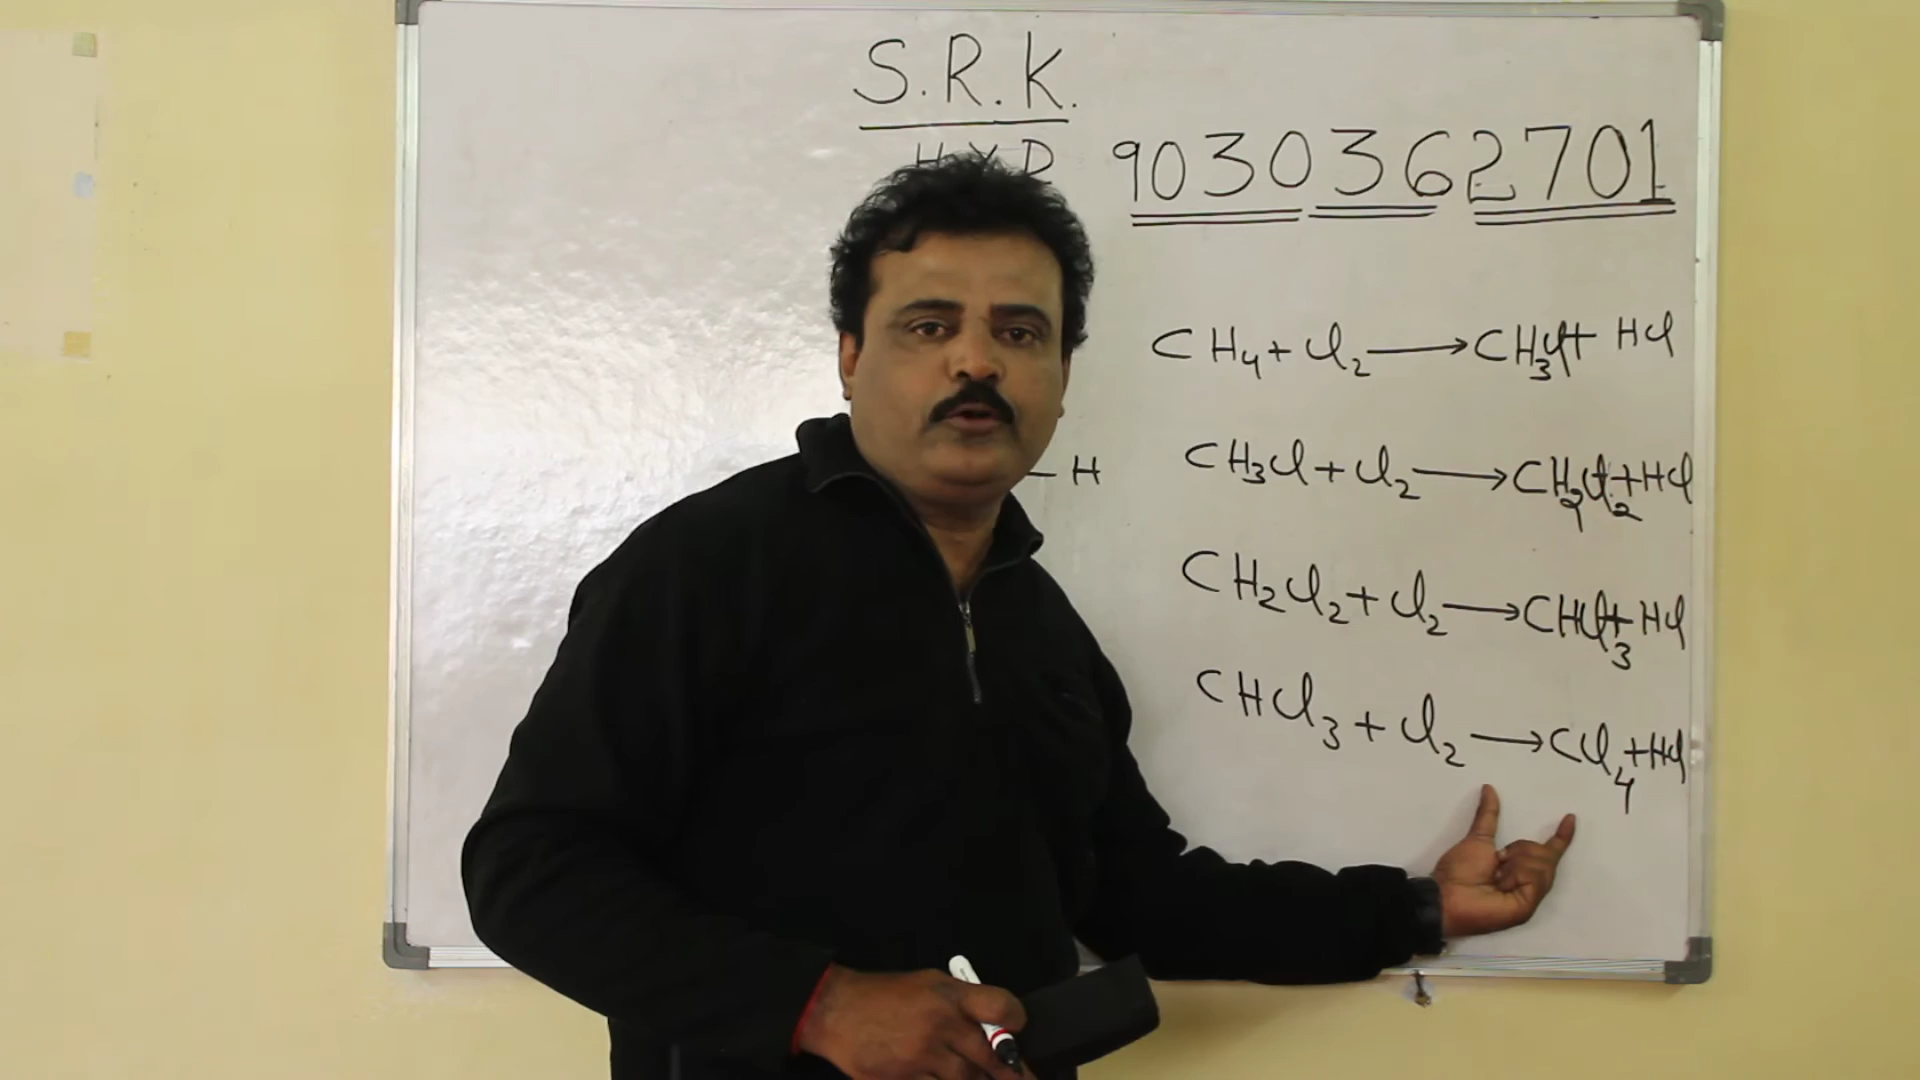 S.R.K.
HYD 9030362701
CH4 + Cl2 ⟶ CH3Cl + HCl
– H
CH3Cl + Cl2 ⟶ CH2Cl2 + HCl
CH2Cl2 + Cl2 ⟶ CHCl3 + HCl
CHCl3 + Cl2 ⟶ CCl4 + HCl